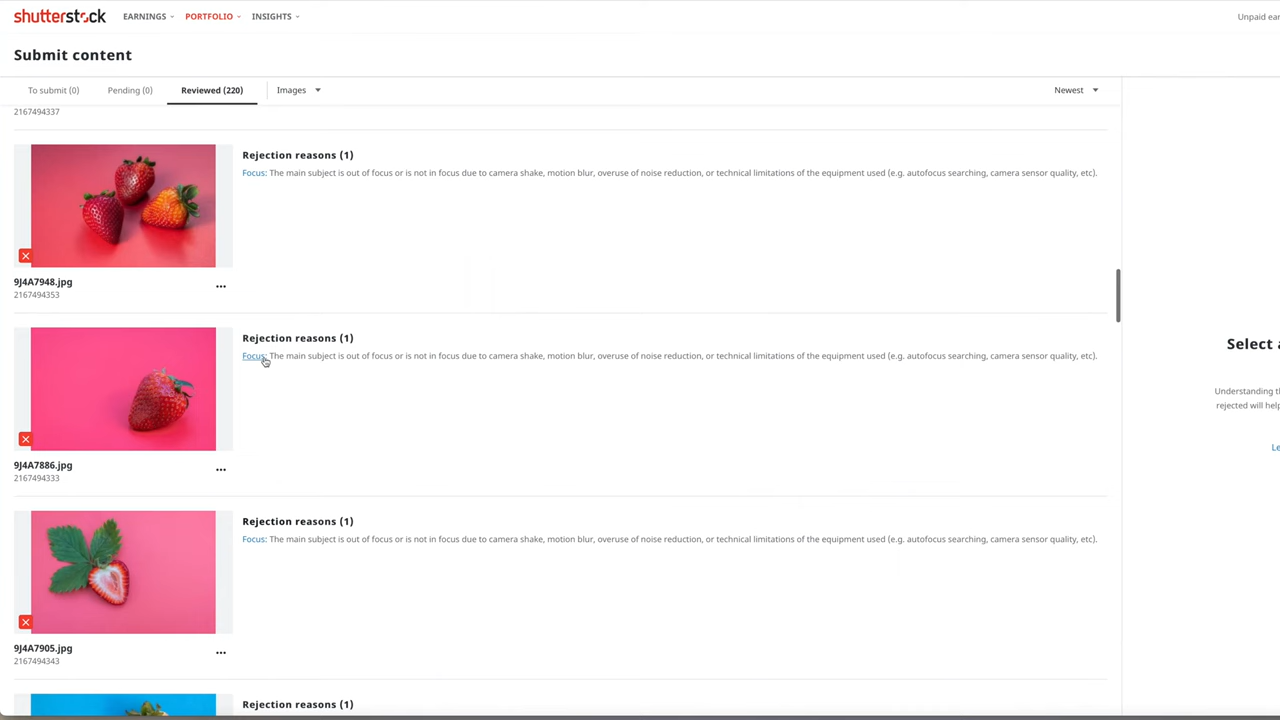 shutterstock
EARNINGS
PORTFOLIO
INSIGHTS
Unpaid ear
Submit content
To submit (0)
Pending (0)
Reviewed (220)
Images
Newest
2167494337
Rejection reasons (1)
Focus: The main subject is out of focus or is not in focus due to camera shake, motion blur, overuse of noise reduction, or technical limitations of the equipment used (e.g. autofocus searching, camera sensor quality, etc).
9J4A7948.jpg
2167494353
Rejection reasons (1)
Focus: The main subject is out of focus or is not in focus due to camera shake, motion blur, overuse of noise reduction, or technical limitations of the equipment used (e.g. autofocus searching, camera sensor quality, etc).
9J4A7886.jpg
2167494333
Select a
Understanding th
rejected will help
Le
Rejection reasons (1)
Focus: The main subject is out of focus or is not in focus due to camera shake, motion blur, overuse of noise reduction, or technical limitations of the equipment used (e.g. autofocus searching, camera sensor quality, etc).
9J4A7905.jpg
2167494343
Rejection reasons (1)